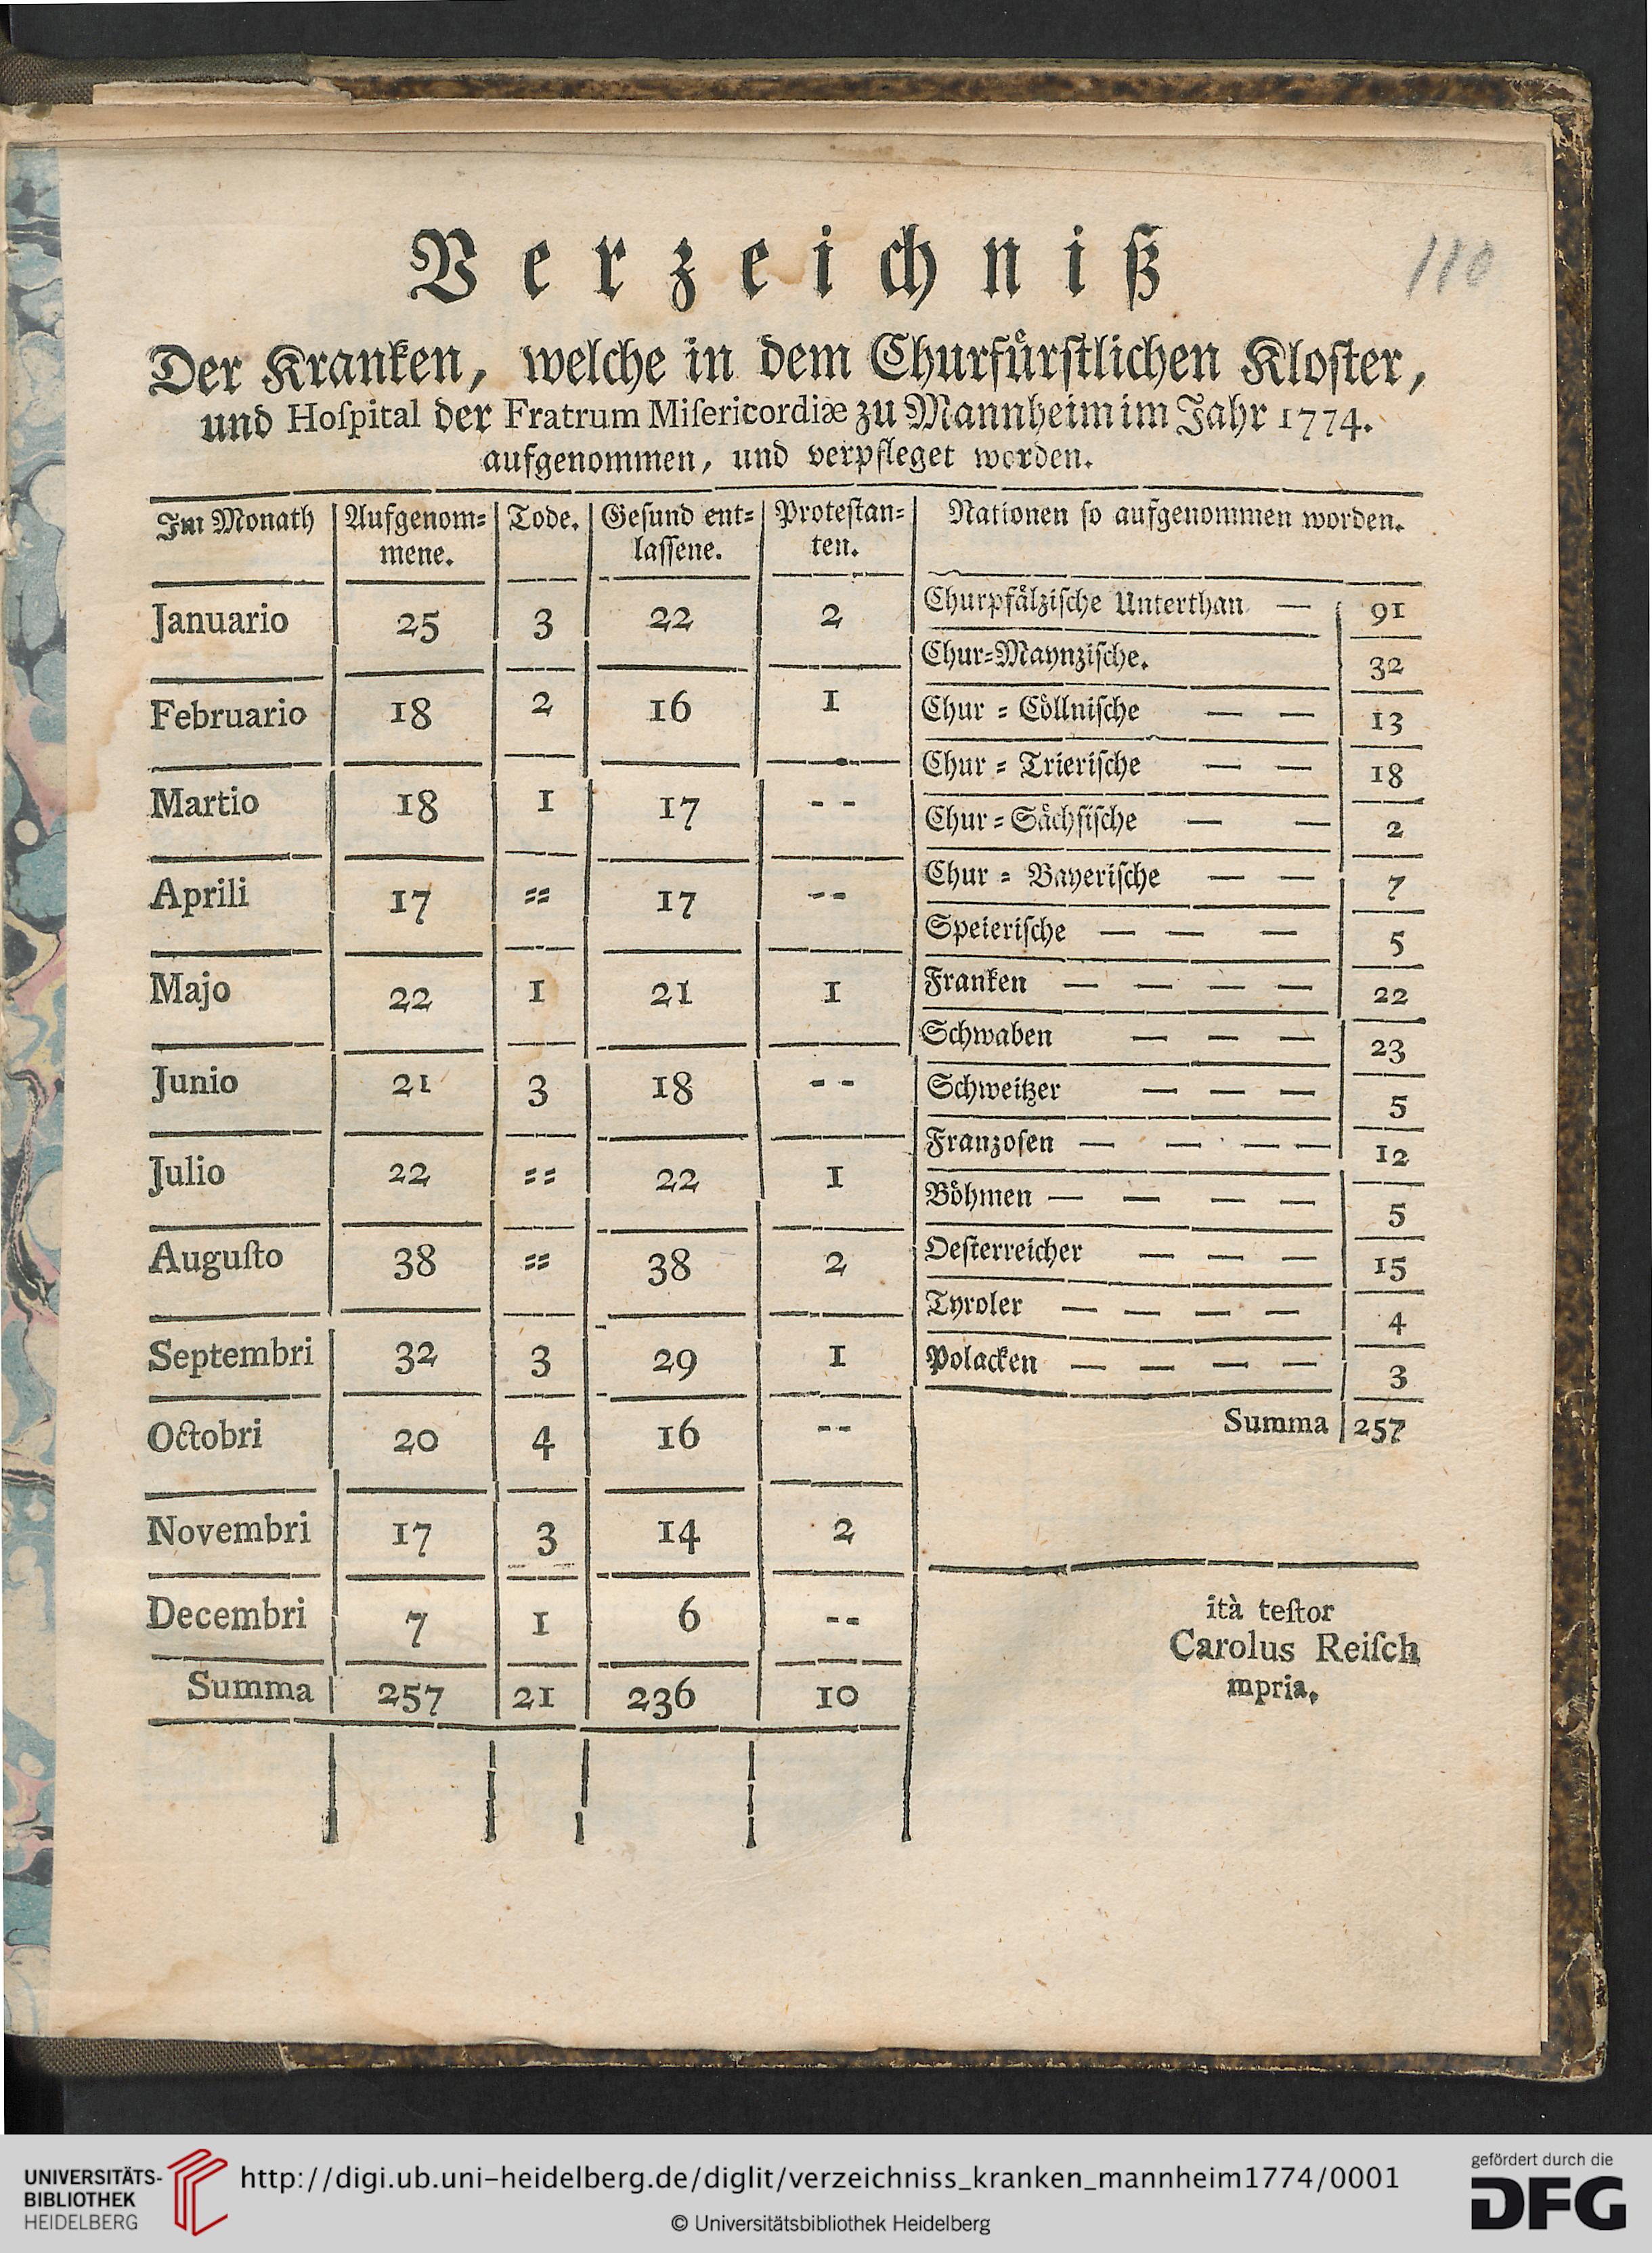 Verzeichniß
110
Der Kranken, welche in dem Churfürstlichen Kloster,
und Hoſpital der Fratrum Miſericordiæ zu Mannheim im Jahr 1774.
aufgenommen, und verpfleget worden.
Im Monath | Aufgenom= mene. | Tode. | Gesund ent= lassene. | Protestan= ten.
Januario 25 3 22 2
Februario 18 2 16 1
Martio 18 1 17 --
Aprili 17 == 17 --
Majo 22 1 21 1
Junio 21 3 18 --
Julio 22 == 22 1
Auguſto 38 == 38 2
Septembri 32 3 29 1
Octobri 20 4 16 --
Novembri 17 3 14 2
Decembri 7 1 6 --
Summa 257 21 236 10
Nationen so aufgenommen worden.
Churpfälzische Unterthan — 91
Chur=Maynzische. 32
Chur = Cöllnische — — 13
Chur = Trierische — — 18
Chur = Sächsische — — 2
Chur = Bayerische — — 7
Speierische — — — 5
Franken — — — — 22
Schwaben — — — 23
Schweitzer — — — 5
Franzosen — — — — 12
Böhmen — — — — 5
Oesterreicher — — — 15
Tyroler — — — — 4
Polacken — — — — 3
Summa 257
ità teſtor
Carolus Reiſch
mpria.
UNIVERSITÄTS-
BIBLIOTHEK
HEIDELBERG
http://digi.ub.uni-heidelberg.de/diglit/verzeichniss_kranken_mannheim1774/0001
© Universitätsbibliothek Heidelberg
gefördert durch die
DFG